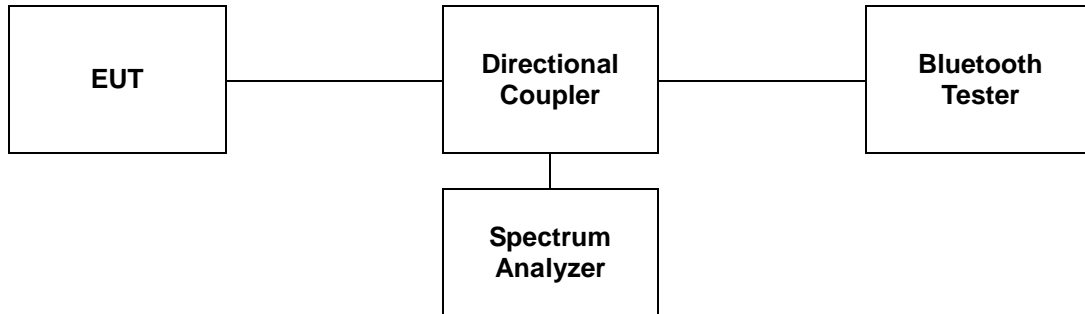 EUT
Directional
Coupler
Bluetooth
Tester
Spectrum
Analyzer